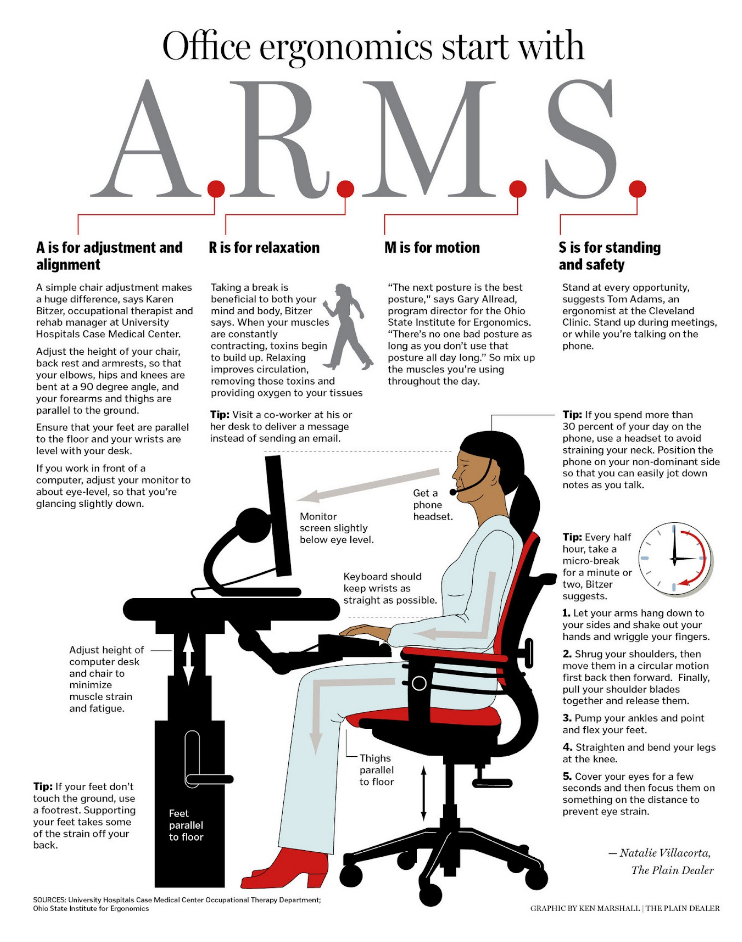 Office ergonomics start with
A.R.M.S.
A is for adjustment and
alignment
A simple chair adjustment makes
a huge difference, says Karen
Bitzer, occupational therapist and
rehab manager at University
Hospitals Case Medical Center.
Adjust the height of your chair,
back rest and armrests, so that
your elbows, hips and knees are
bent at a 90 degree angle, and
your forearms and thighs are
parallel to the ground.
Ensure that your feet are parallel
to the floor and your wrists are
level with your desk.
If you work in front of a
computer, adjust your monitor to
about eye-level, so that you're
glancing slightly down.
R is for relaxation
Taking a break is
beneficial to both your
mind and body, Bitzer
says. When your muscles
are constantly
contracting, toxins begin
to build up. Relaxing
improves circulation,
removing those toxins and
providing oxygen to your tissues
Tip: Visit a co-worker at his or
her desk to deliver a message
instead of sending an email.
M is for motion
"The next posture is the best
posture," says Gary Allread,
program director for the Ohio
State Institute for Ergonomics.
"There's no one bad posture as
long as you don't use that
posture all day long." So mix up
the muscles you're using
throughout the day.
S is for standing
and safety
Stand at every opportunity,
suggests Tom Adams, an
ergonomist at the Cleveland
Clinic. Stand up during meetings,
or while you're talking on the
phone.
Tip: If you spend more than
30 percent of your day on the
phone, use a headset to avoid
straining your neck. Position the
phone on your non-dominant side
so that you can easily jot down
notes as you talk.
Tip: Every half
hour, take a
micro-break
for a minute or
two, Bitzer
suggests.
1. Let your arms hang down to
your sides and shake out your
hands and wriggle your fingers.
2. Shrug your shoulders, then
move them in a circular motion
first back then forward. Finally,
pull your shoulder blades
together and release them.
3. Pump your ankles and point
and flex your feet.
4. Straighten and bend your legs
at the knee.
5. Cover your eyes for a few
seconds and then focus them on
something on the distance to
prevent eye strain.
— Natalie Villacorta,
The Plain Dealer
Get a
phone
headset.
Monitor
screen slightly
below eye level.
Keyboard should
keep wrists as
straight as possible.
Adjust height of
computer desk
and chair to
minimize
muscle strain
and fatigue.
Thighs
parallel
to floor
Tip: If your feet don't
touch the ground, use
a footrest. Supporting
your feet takes some
of the strain off your
back.
Feet
parallel
to floor
SOURCES: University Hospitals Case Medical Center Occupational Therapy Department;
Ohio State Institute for Ergonomics
GRAPHIC BY KEN MARSHALL | THE PLAIN DEALER